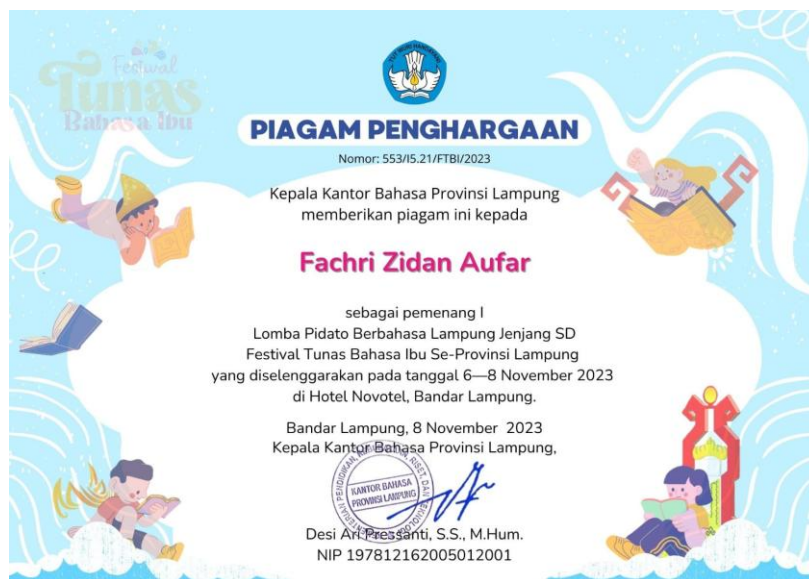 Festival
Tunas
Bahasa Ibu
TUT WURI HANDAYANI
PIAGAM PENGHARGAAN
Nomor: 553/I5.21/FTBI/2023
Kepala Kantor Bahasa Provinsi Lampung
memberikan piagam ini kepada
Fachri Zidan Aufar
sebagai pemenang I
Lomba Pidato Berbahasa Lampung Jenjang SD
Festival Tunas Bahasa Ibu Se-Provinsi Lampung
yang diselenggarakan pada tanggal 6—8 November 2023
di Hotel Novotel, Bandar Lampung.
Bandar Lampung, 8 November 2023
Kepala Kantor Bahasa Provinsi Lampung,
KANTOR BAHASA
PROVINSI LAMPUNG
Desi Ari Pressanti, S.S., M.Hum.
NIP 197812162005012001